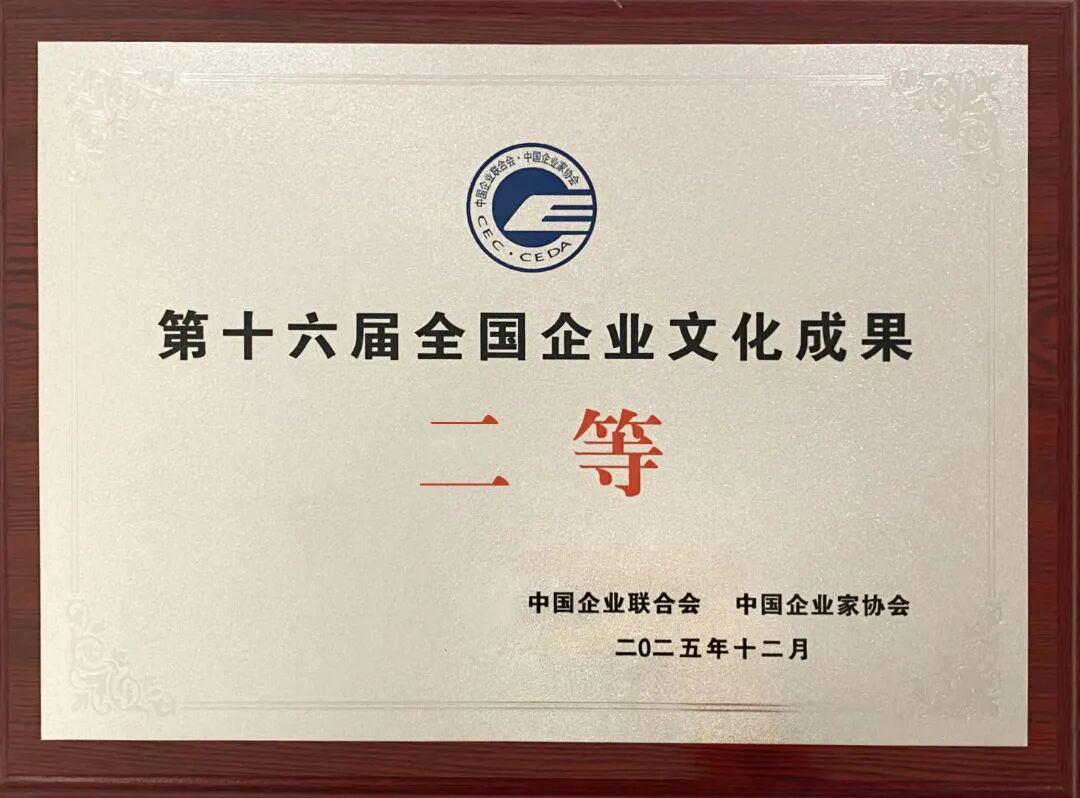 中国企业联合会·中国企业家协会
CEC·CEDA
第十六届全国企业文化成果
二等
中国企业联合会 中国企业家协会
二0二五年十二月